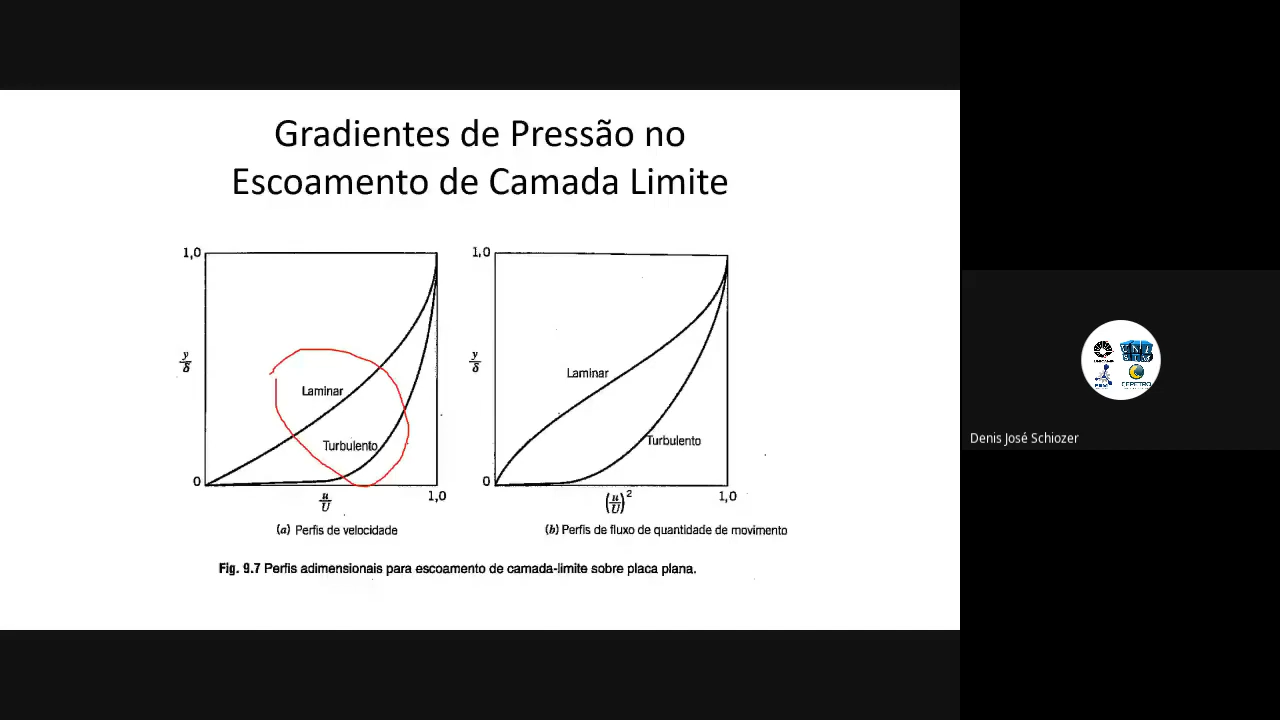 Gradientes de Pressão no
Escoamento de Camada Limite
1,0
y
δ
Laminar
Turbulento
0
u
U
1,0
(a) Perfis de velocidade
1,0
y
δ
Laminar
Turbulento
0
(u/U)²
1,0
(b) Perfis de fluxo de quantidade de movimento
Fig. 9.7 Perfis adimensionais para escoamento de camada-limite sobre placa plana.
Denis José Schiozer